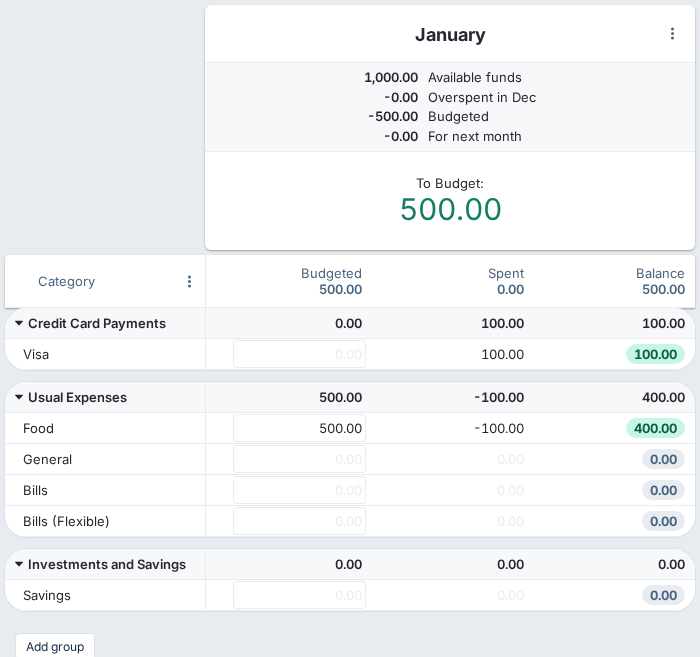 January
1,000.00 Available funds
-0.00 Overspent in Dec
-500.00 Budgeted
-0.00 For next month
To Budget:
500.00
Category Budgeted Spent Balance
500.00 0.00 500.00
Credit Card Payments 0.00 100.00 100.00
Visa 0.00 100.00 100.00
Usual Expenses 500.00 -100.00 400.00
Food 500.00 -100.00 400.00
General 0.00 0.00 0.00
Bills 0.00 0.00 0.00
Bills (Flexible) 0.00 0.00 0.00
Investments and Savings 0.00 0.00 0.00
Savings 0.00 0.00 0.00
Add group